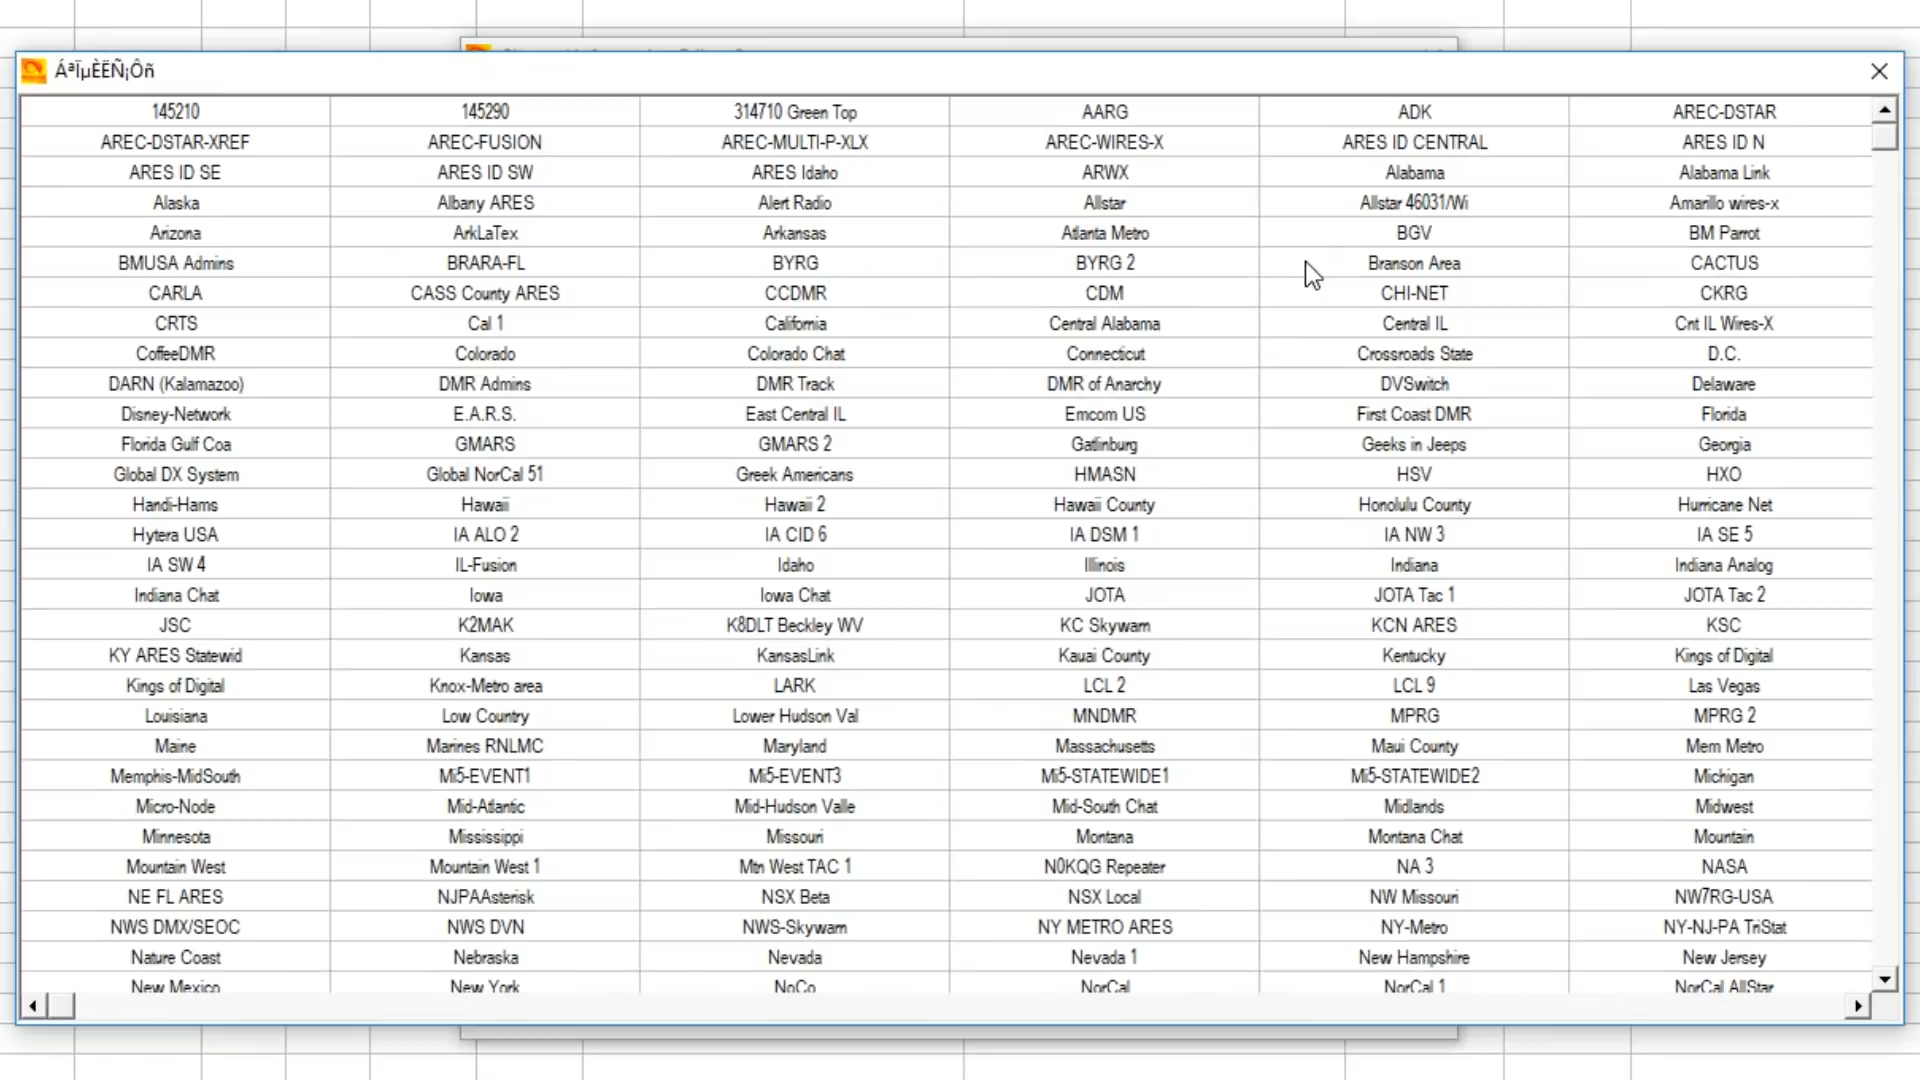 ÁªÏµÈËÑ¡Ôñ
145210 145290 314710 Green Top AARG ADK AREC-DSTAR
AREC-DSTAR-XREF AREC-FUSION AREC-MULTI-P-XLX AREC-WIRES-X ARES ID CENTRAL ARES ID N
ARES ID SE ARES ID SW ARES Idaho ARWX Alabama Alabama Link
Alaska Albany ARES Alert Radio Allstar Allstar 46031/Wi Amarillo wires-x
Arizona ArkLaTex Arkansas Atlanta Metro BGV BM Parrot
BMUSA Admins BRARA-FL BYRG BYRG 2 Branson Area CACTUS
CARLA CASS County ARES CCDMR CDM CHI-NET CKRG
CRTS Cal 1 California Central Alabama Central IL Cnt IL Wires-X
CoffeeDMR Colorado Colorado Chat Connecticut Crossroads State D.C.
DARN (Kalamazoo) DMR Admins DMR Track DMR of Anarchy DVSwitch Delaware
Disney-Network E.A.R.S. East Central IL Emcom US First Coast DMR Florida
Florida Gulf Coa GMARS GMARS 2 Gatlinburg Geeks in Jeeps Georgia
Global DX System Global NorCal 51 Greek Americans HMASN HSV HXO
Handi-Hams Hawaii Hawaii 2 Hawaii County Honolulu County Hurricane Net
Hytera USA IA ALO 2 IA CID 6 IA DSM 1 IA NW 3 IA SE 5
IA SW 4 IL-Fusion Idaho Illinois Indiana Indiana Analog
Indiana Chat Iowa Iowa Chat JOTA JOTA Tac 1 JOTA Tac 2
JSC K2MAK K8DLT Beckley WV KC Skywarn KCN ARES KSC
KY ARES Statewid Kansas KansasLink Kauai County Kentucky Kings of Digital
Kings of Digital Knox-Metro area LARK LCL 2 LCL 9 Las Vegas
Louisiana Low Country Lower Hudson Val MNDMR MPRG MPRG 2
Maine Marines RNLMC Maryland Massachusetts Maui County Mem Metro
Memphis-MidSouth Mi5-EVENT1 Mi5-EVENT3 Mi5-STATEWIDE1 Mi5-STATEWIDE2 Michigan
Micro-Node Mid-Atlantic Mid-Hudson Valle Mid-South Chat Midlands Midwest
Minnesota Mississippi Missouri Montana Montana Chat Mountain
Mountain West Mountain West 1 Mtn West TAC 1 N0KQG Repeater NA 3 NASA
NE FL ARES NJPAAsterisk NSX Beta NSX Local NW Missouri NW7RG-USA
NWS DMX/SEOC NWS DVN NWS-Skywarn NY METRO ARES NY-Metro NY-NJ-PA TriStat
Nature Coast Nebraska Nevada Nevada 1 New Hampshire New Jersey
New Mexico New York NoCo NorCal NorCal 1 NorCal AllStar